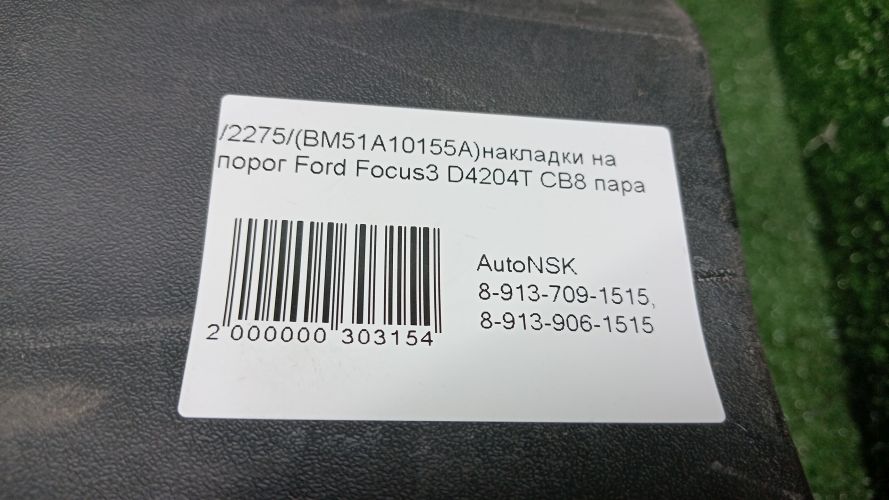 /2275/(BM51A10155A)накладки на
порог Ford Focus3 D4204T CB8 пара
AutoNSK
8-913-709-1515,
8-913-906-1515
2 000000 303154